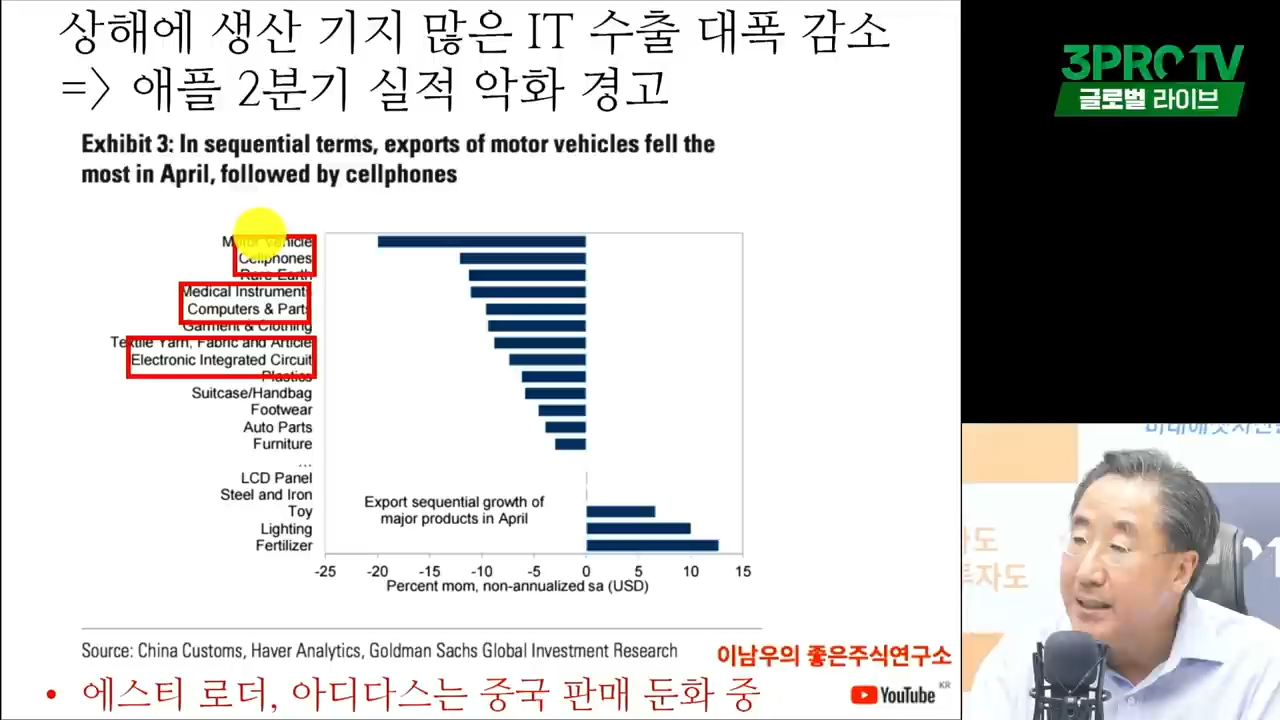 상해에 생산 기지 많은 IT 수출 대폭 감소
=> 애플 2분기 실적 악화 경고
3PROTV
글로벌 라이브
Exhibit 3: In sequential terms, exports of motor vehicles fell the
most in April, followed by cellphones
Motor Vehicle
Cellphones
Rare Earth
Medical Instruments
Computers & Parts
Garment & Clothing
Textile Yarn, Fabric and Article
Electronic Integrated Circuit
Plastics
Suitcase/Handbag
Footwear
Auto Parts
Furniture
...
LCD Panel
Steel and Iron
Toy
Lighting
Fertilizer
Export sequential growth of
major products in April
-25 -20 -15 -10 -5 0 5 10 15
Percent mom, non-annualized sa (USD)
Source: China Customs, Haver Analytics, Goldman Sachs Global Investment Research
이남우의 좋은주식연구소
YouTube KR
• 에스티 로더, 아디다스는 중국 판매 둔화 중